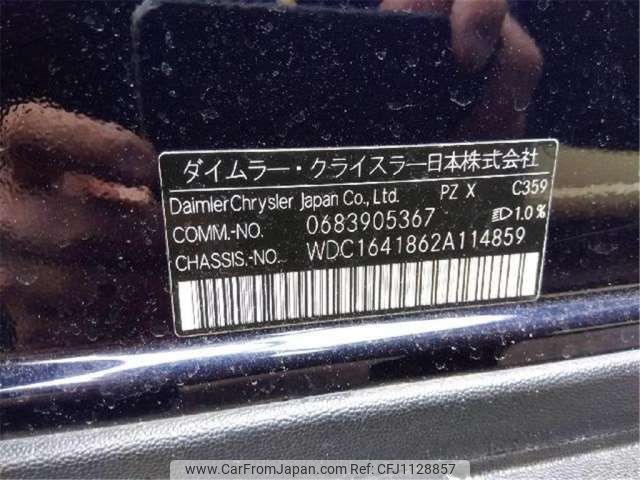 ダイムラー・クライスラー日本株式会社
DaimlerChrysler Japan Co., Ltd. PZ X C359
COMM.-NO. 0683905367 1.0%
CHASSIS.-NO. WDC1641862A114859
www.CarFromJapan.com | Ref No.CFJ1128857